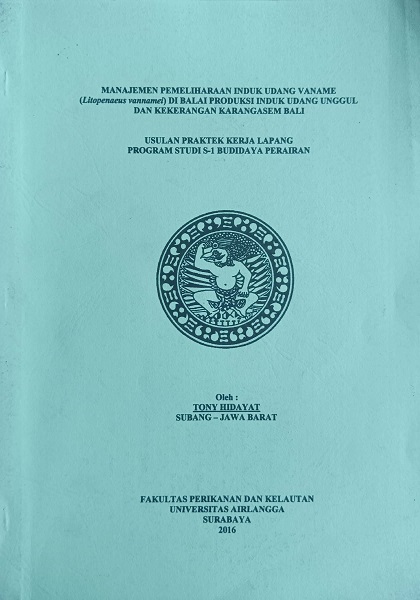 MANAJEMEN PEMELIHARAAN INDUK UDANG VANAME
(Litopenaeus vannamei) DI BALAI PRODUKSI INDUK UDANG UNGGUL
DAN KEKERANGAN KARANGASEM BALI
USULAN PRAKTEK KERJA LAPANG
PROGRAM STUDI S-1 BUDIDAYA PERAIRAN
Oleh :
TONY HIDAYAT
SUBANG – JAWA BARAT
FAKULTAS PERIKANAN DAN KELAUTAN
UNIVERSITAS AIRLANGGA
SURABAYA
2016